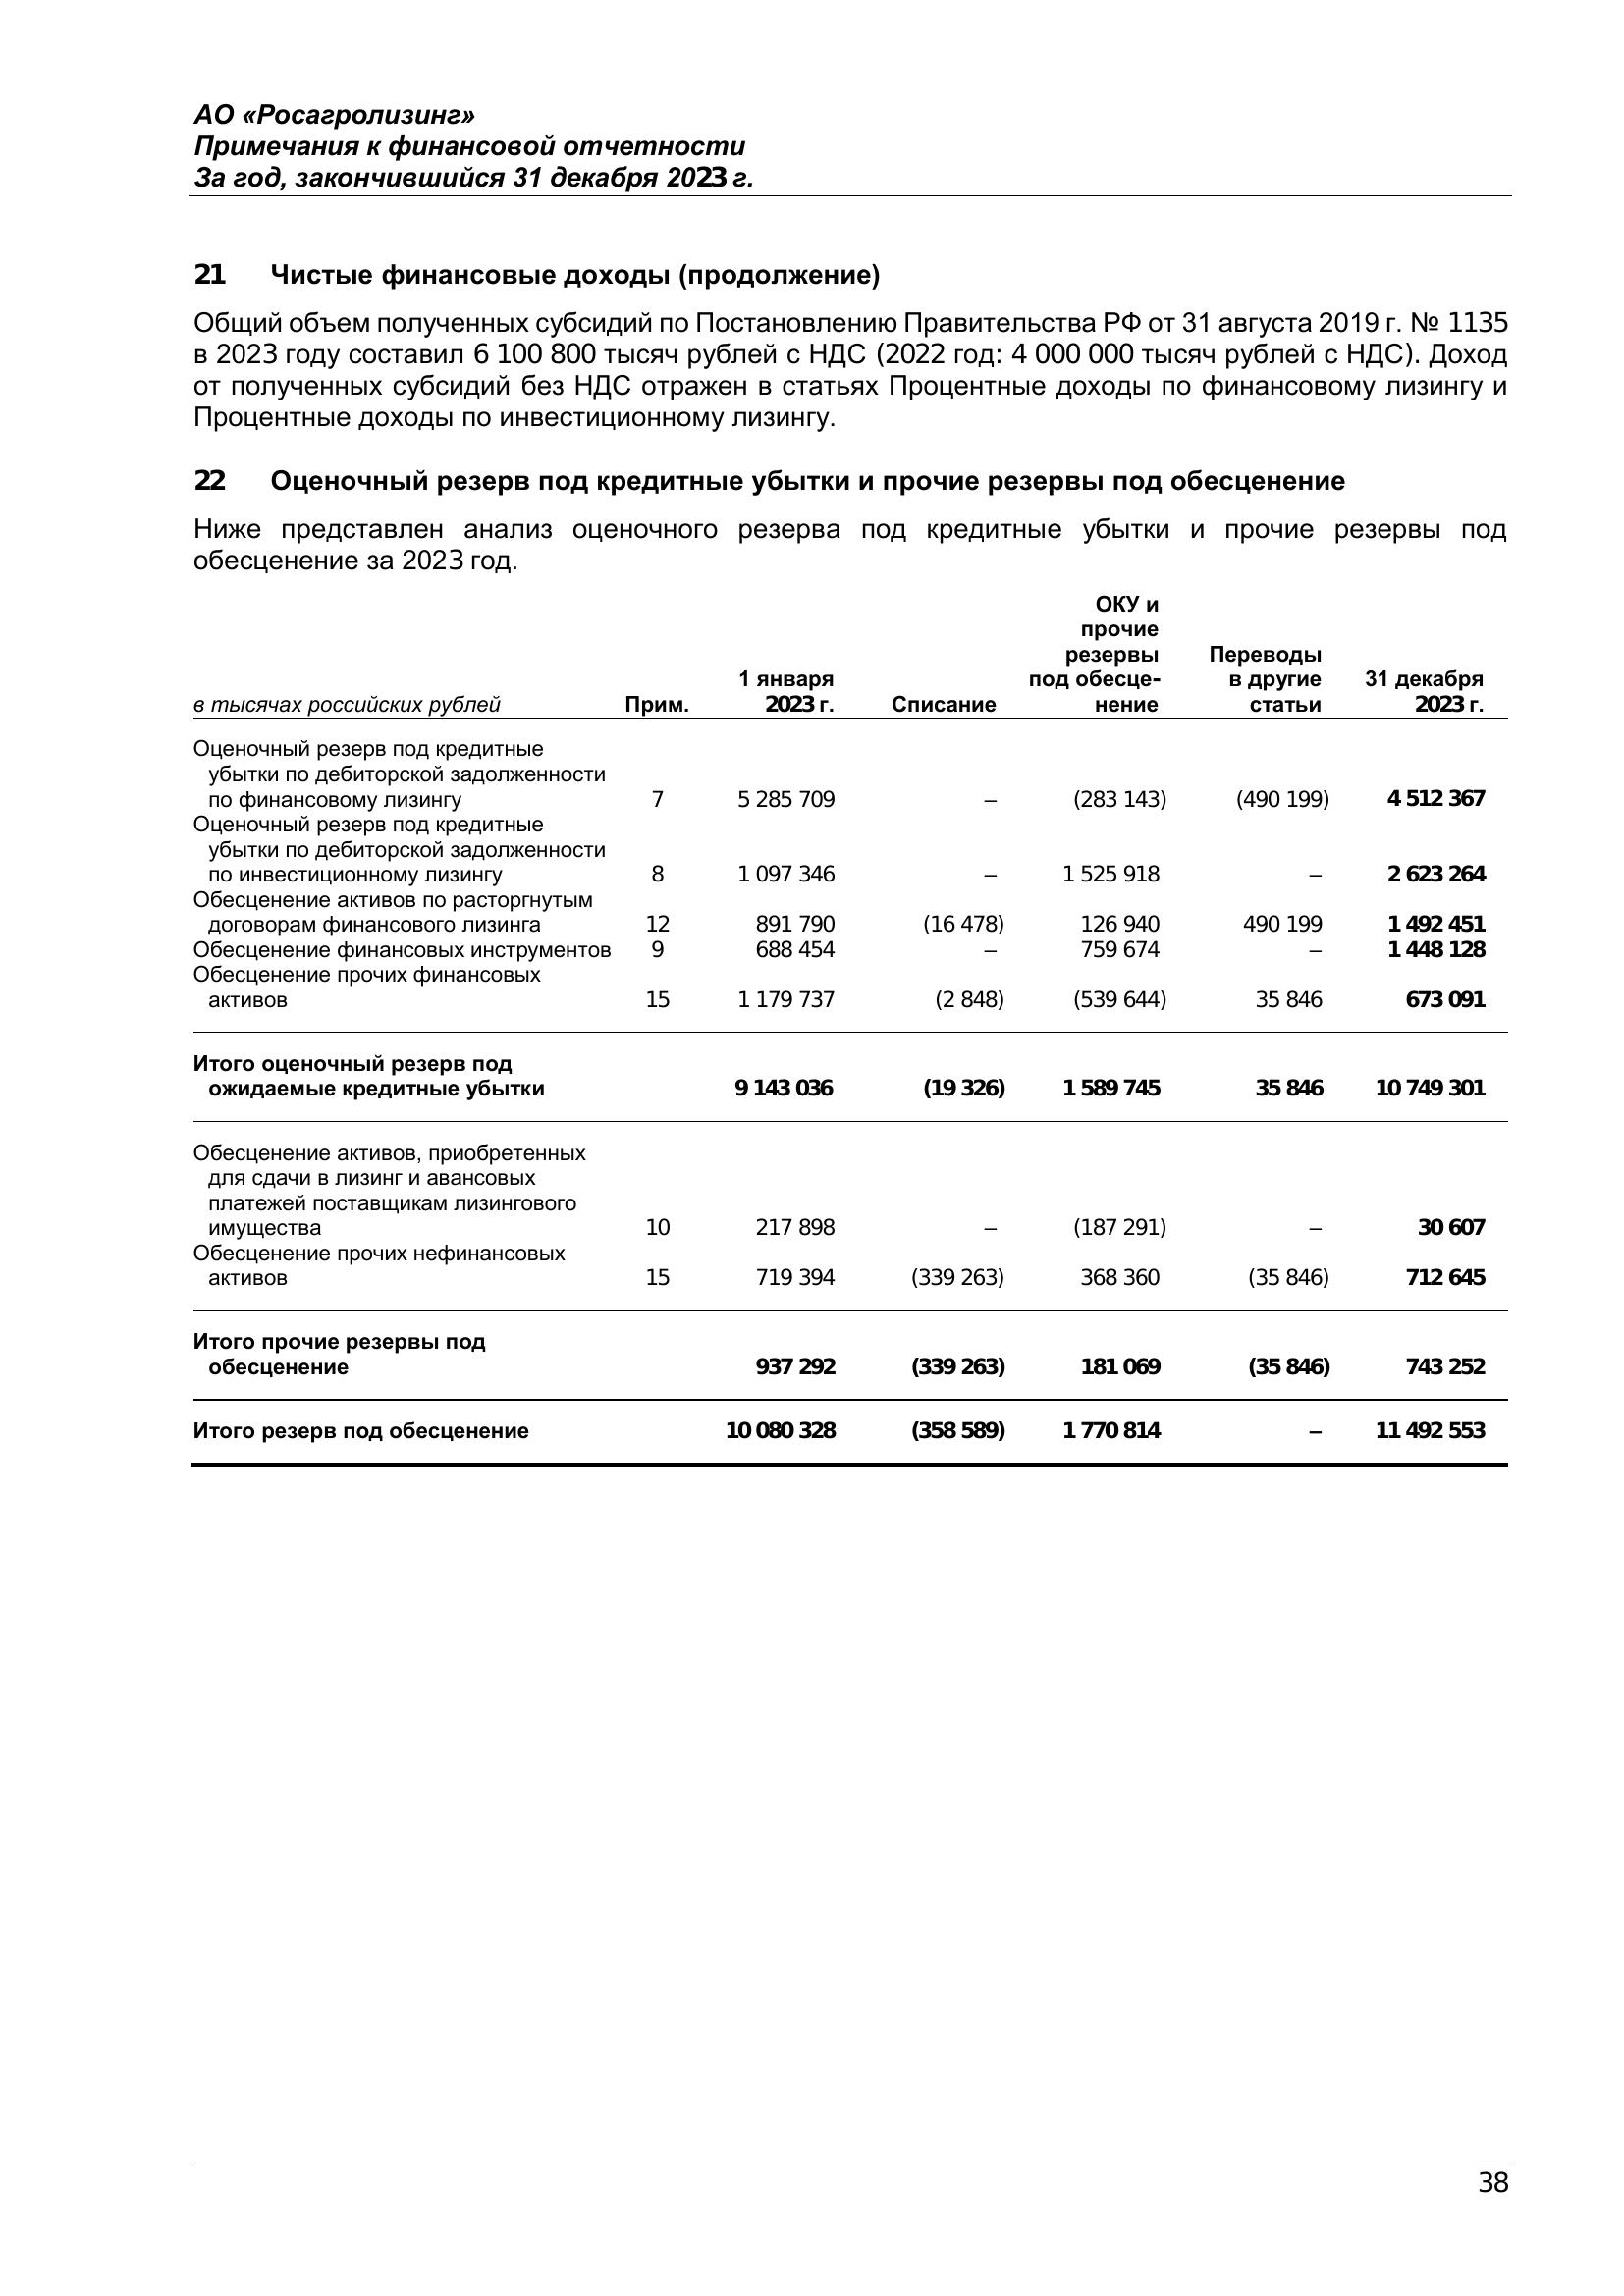 АО «Росагролизинг»
Примечания к финансовой отчетности
За год, закончившийся 31 декабря 2023 г.
21 Чистые финансовые доходы (продолжение)
Общий объем полученных субсидий по Постановлению Правительства РФ от 31 августа 2019 г. № 1135
в 2023 году составил 6 100 800 тысяч рублей с НДС (2022 год: 4 000 000 тысяч рублей с НДС). Доход
от полученных субсидий без НДС отражен в статьях Процентные доходы по финансовому лизингу и
Процентные доходы по инвестиционному лизингу.
22 Оценочный резерв под кредитные убытки и прочие резервы под обесценение
Ниже представлен анализ оценочного резерва под кредитные убытки и прочие резервы под
обесценение за 2023 год.
ОКУ и
прочие
резервы Переводы
1 января под обесце- в другие 31 декабря
в тысячах российских рублей Прим. 2023 г. Списание нение статьи 2023 г.
Оценочный резерв под кредитные
убытки по дебиторской задолженности
по финансовому лизингу 7 5 285 709 – (283 143) (490 199) 4 512 367
Оценочный резерв под кредитные
убытки по дебиторской задолженности
по инвестиционному лизингу 8 1 097 346 – 1 525 918 – 2 623 264
Обесценение активов по расторгнутым
договорам финансового лизинга 12 891 790 (16 478) 126 940 490 199 1 492 451
Обесценение финансовых инструментов 9 688 454 – 759 674 – 1 448 128
Обесценение прочих финансовых
активов 15 1 179 737 (2 848) (539 644) 35 846 673 091
Итого оценочный резерв под
ожидаемые кредитные убытки 9 143 036 (19 326) 1 589 745 35 846 10 749 301
Обесценение активов, приобретенных
для сдачи в лизинг и авансовых
платежей поставщикам лизингового
имущества 10 217 898 – (187 291) – 30 607
Обесценение прочих нефинансовых
активов 15 719 394 (339 263) 368 360 (35 846) 712 645
Итого прочие резервы под
обесценение 937 292 (339 263) 181 069 (35 846) 743 252
Итого резерв под обесценение 10 080 328 (358 589) 1 770 814 – 11 492 553
38